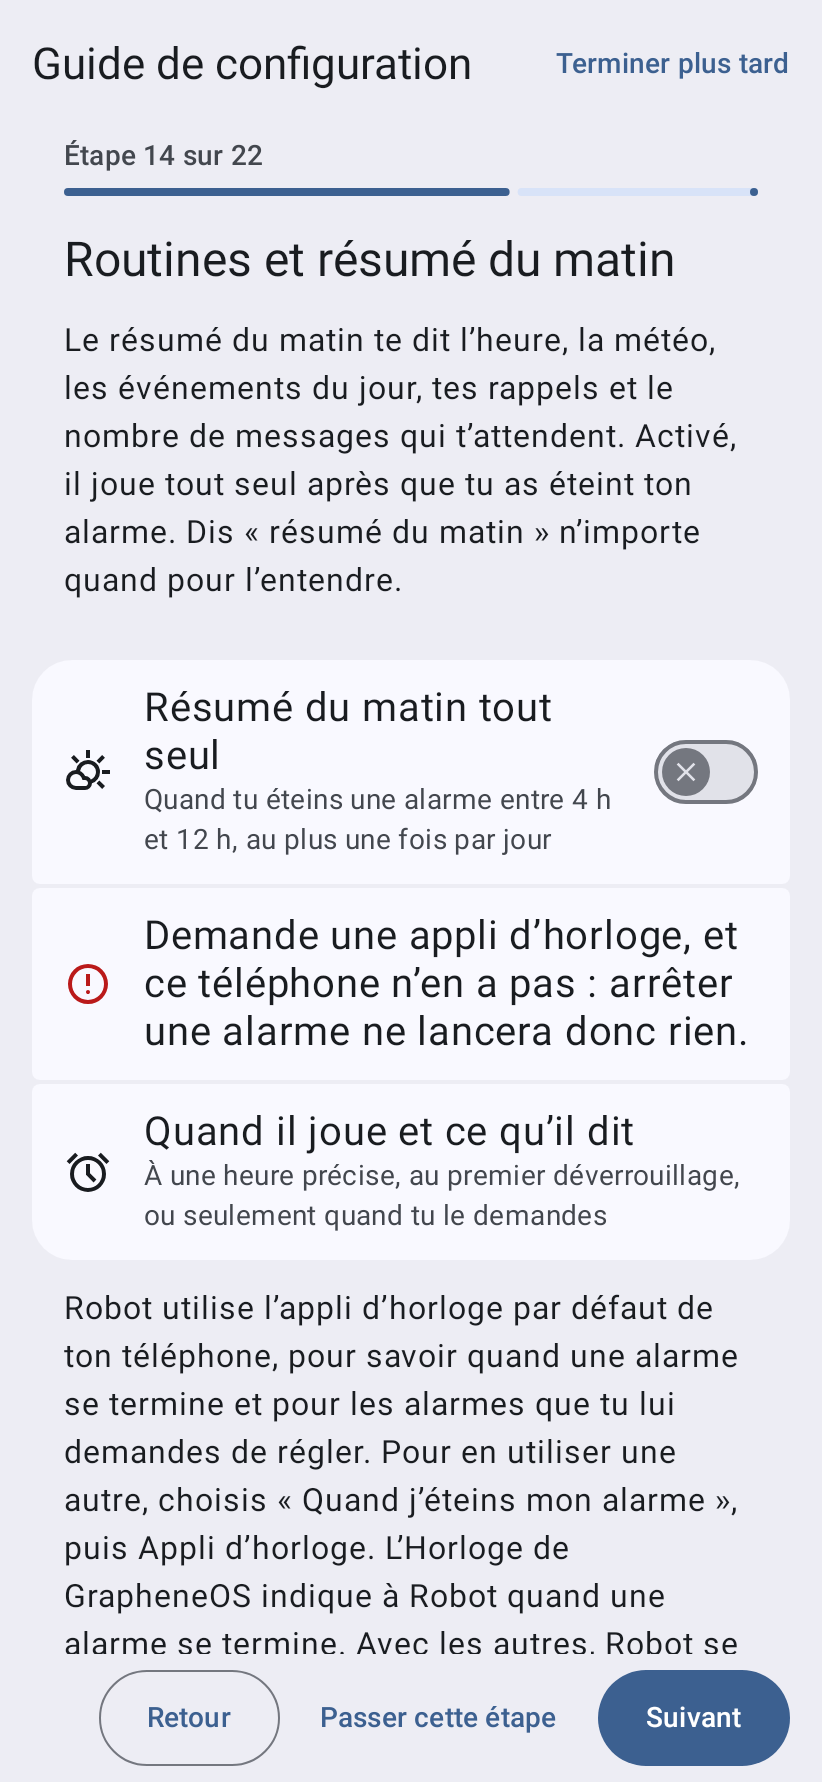 Guide de configuration
Terminer plus tard
Étape 14 sur 22
Routines et résumé du matin
Le résumé du matin te dit l’heure, la météo,
les événements du jour, tes rappels et le
nombre de messages qui t’attendent. Activé,
il joue tout seul après que tu as éteint ton
alarme. Dis « résumé du matin » n’importe
quand pour l’entendre.
Résumé du matin tout
seul
Quand tu éteins une alarme entre 4 h
et 12 h, au plus une fois par jour
Demande une appli d’horloge, et
ce téléphone n’en a pas : arrêter
une alarme ne lancera donc rien.
Quand il joue et ce qu’il dit
À une heure précise, au premier déverrouillage,
ou seulement quand tu le demandes
Robot utilise l’appli d’horloge par défaut de
ton téléphone, pour savoir quand une alarme
se termine et pour les alarmes que tu lui
demandes de régler. Pour en utiliser une
autre, choisis « Quand j’éteins mon alarme »,
puis Appli d’horloge. L’Horloge de
GrapheneOS indique à Robot quand une
alarme se termine. Avec les autres, Robot se
Retour
Passer cette étape
Suivant